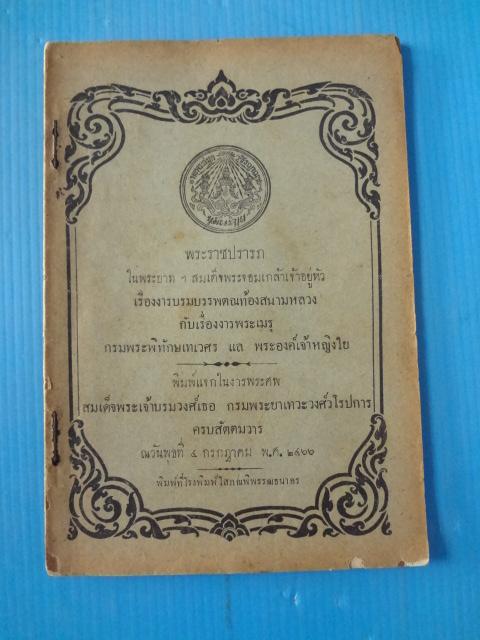 พระราชปรารภ
ในพระบาท ฯ สมเด็จพระจอมเกล้าเจ้าอยู่หัว
เรื่องงารบรมบรรพตณท้องสนามหลวง
กับเรื่องงารพระเมรุ
กรมพระพิทักษเทเวศร แล พระองค์เจ้าหญิงใย
พิมพ์แจกในงารพระศพ
สมเด็จพระเจ้าบรมวงศ์เธอ กรมพระยาเทวะวงศ์วโรปการ
ครบสัตตมวาร
ณวันพุธที่ ๔ กรกฎาคม พ.ศ. ๒๔๖๖
พิมพ์ที่โรงพิมพ์โสภณพิพรรฒธนากร